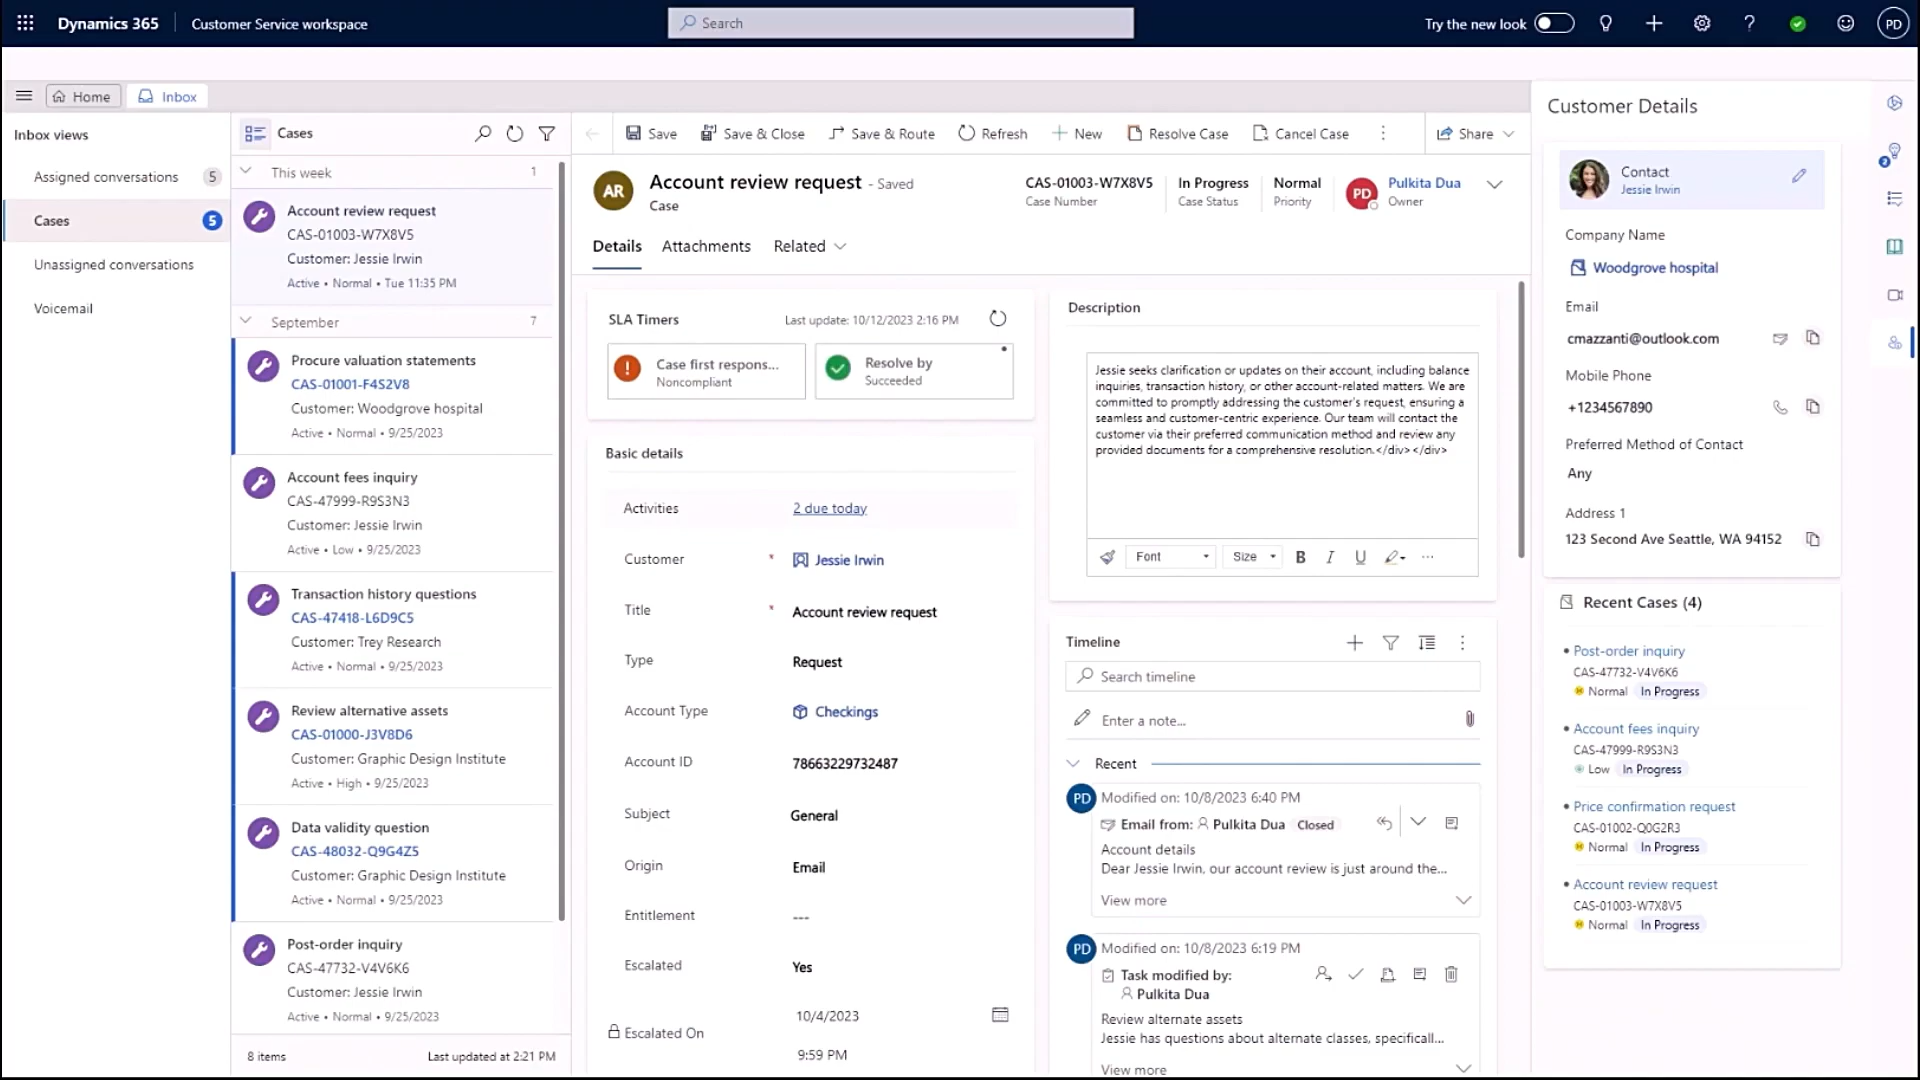 Dynamics 365
Customer Service workspace
Search
Try the new look
PD
Home
Inbox
Inbox views
Assigned conversations 5
Cases 5
Unassigned conversations
Voicemail
Cases
This week 1
Account review request
CAS-01003-W7X8V5
Customer: Jessie Irwin
Active • Normal • Tue 11:35 PM
September 7
Procure valuation statements
CAS-01001-F4S2V8
Customer: Woodgrove hospital
Active • Normal • 9/25/2023
Account fees inquiry
CAS-47999-R9S3N3
Customer: Jessie Irwin
Active • Low • 9/25/2023
Transaction history questions
CAS-47418-L6D9C5
Customer: Trey Research
Active • Normal • 9/25/2023
Review alternative assets
CAS-01000-J3V8D6
Customer: Graphic Design Institute
Active • High • 9/25/2023
Data validity question
CAS-48032-Q9G4Z5
Customer: Graphic Design Institute
Active • Normal • 9/25/2023
Post-order inquiry
CAS-47732-V4V6K6
Customer: Jessie Irwin
Active • Normal • 9/25/2023
8 items
Last updated at 2:21 PM
Save
Save & Close
Save & Route
Refresh
New
Resolve Case
Cancel Case
Share
AR
Account review request - Saved
Case
CAS-01003-W7X8V5
Case Number
In Progress
Case Status
Normal
Priority
PD
Pulkita Dua
Owner
Details
Attachments
Related
SLA Timers
Last update: 10/12/2023 2:16 PM
Case first respons...
Noncompliant
Resolve by
Succeeded
Basic details
Activities 2 due today
Customer * Jessie Irwin
Title * Account review request
Type Request
Account Type Checkings
Account ID 78663229732487
Subject General
Origin Email
Entitlement ---
Escalated Yes
Escalated On
10/4/2023
9:59 PM
Description
Jessie seeks clarification or updates on their account, including balance
inquiries, transaction history, or other account-related matters. We are
committed to promptly addressing the customer's request, ensuring a
seamless and customer-centric experience. Our team will contact the
customer via their preferred communication method and review any
provided documents for a comprehensive resolution.</div></div>
Font
Size
B
I
U
Timeline
Search timeline
Enter a note...
Recent
PD
Modified on: 10/8/2023 6:40 PM
Email from: Pulkita Dua Closed
Account details
Dear Jessie Irwin, our account review is just around the...
View more
PD
Modified on: 10/8/2023 6:19 PM
Task modified by:
Pulkita Dua
Review alternate assets
Jessie has questions about alternate classes, specificall...
View more
Customer Details
Contact
Jessie Irwin
Company Name
Woodgrove hospital
Email
cmazzanti@outlook.com
Mobile Phone
+1234567890
Preferred Method of Contact
Any
Address 1
123 Second Ave Seattle, WA 94152
Recent Cases (4)
• Post-order inquiry
CAS-47732-V4V6K6
Normal In Progress
• Account fees inquiry
CAS-47999-R9S3N3
Low In Progress
• Price confirmation request
CAS-01002-Q0G2R3
Normal In Progress
• Account review request
CAS-01003-W7X8V5
Normal In Progress
2